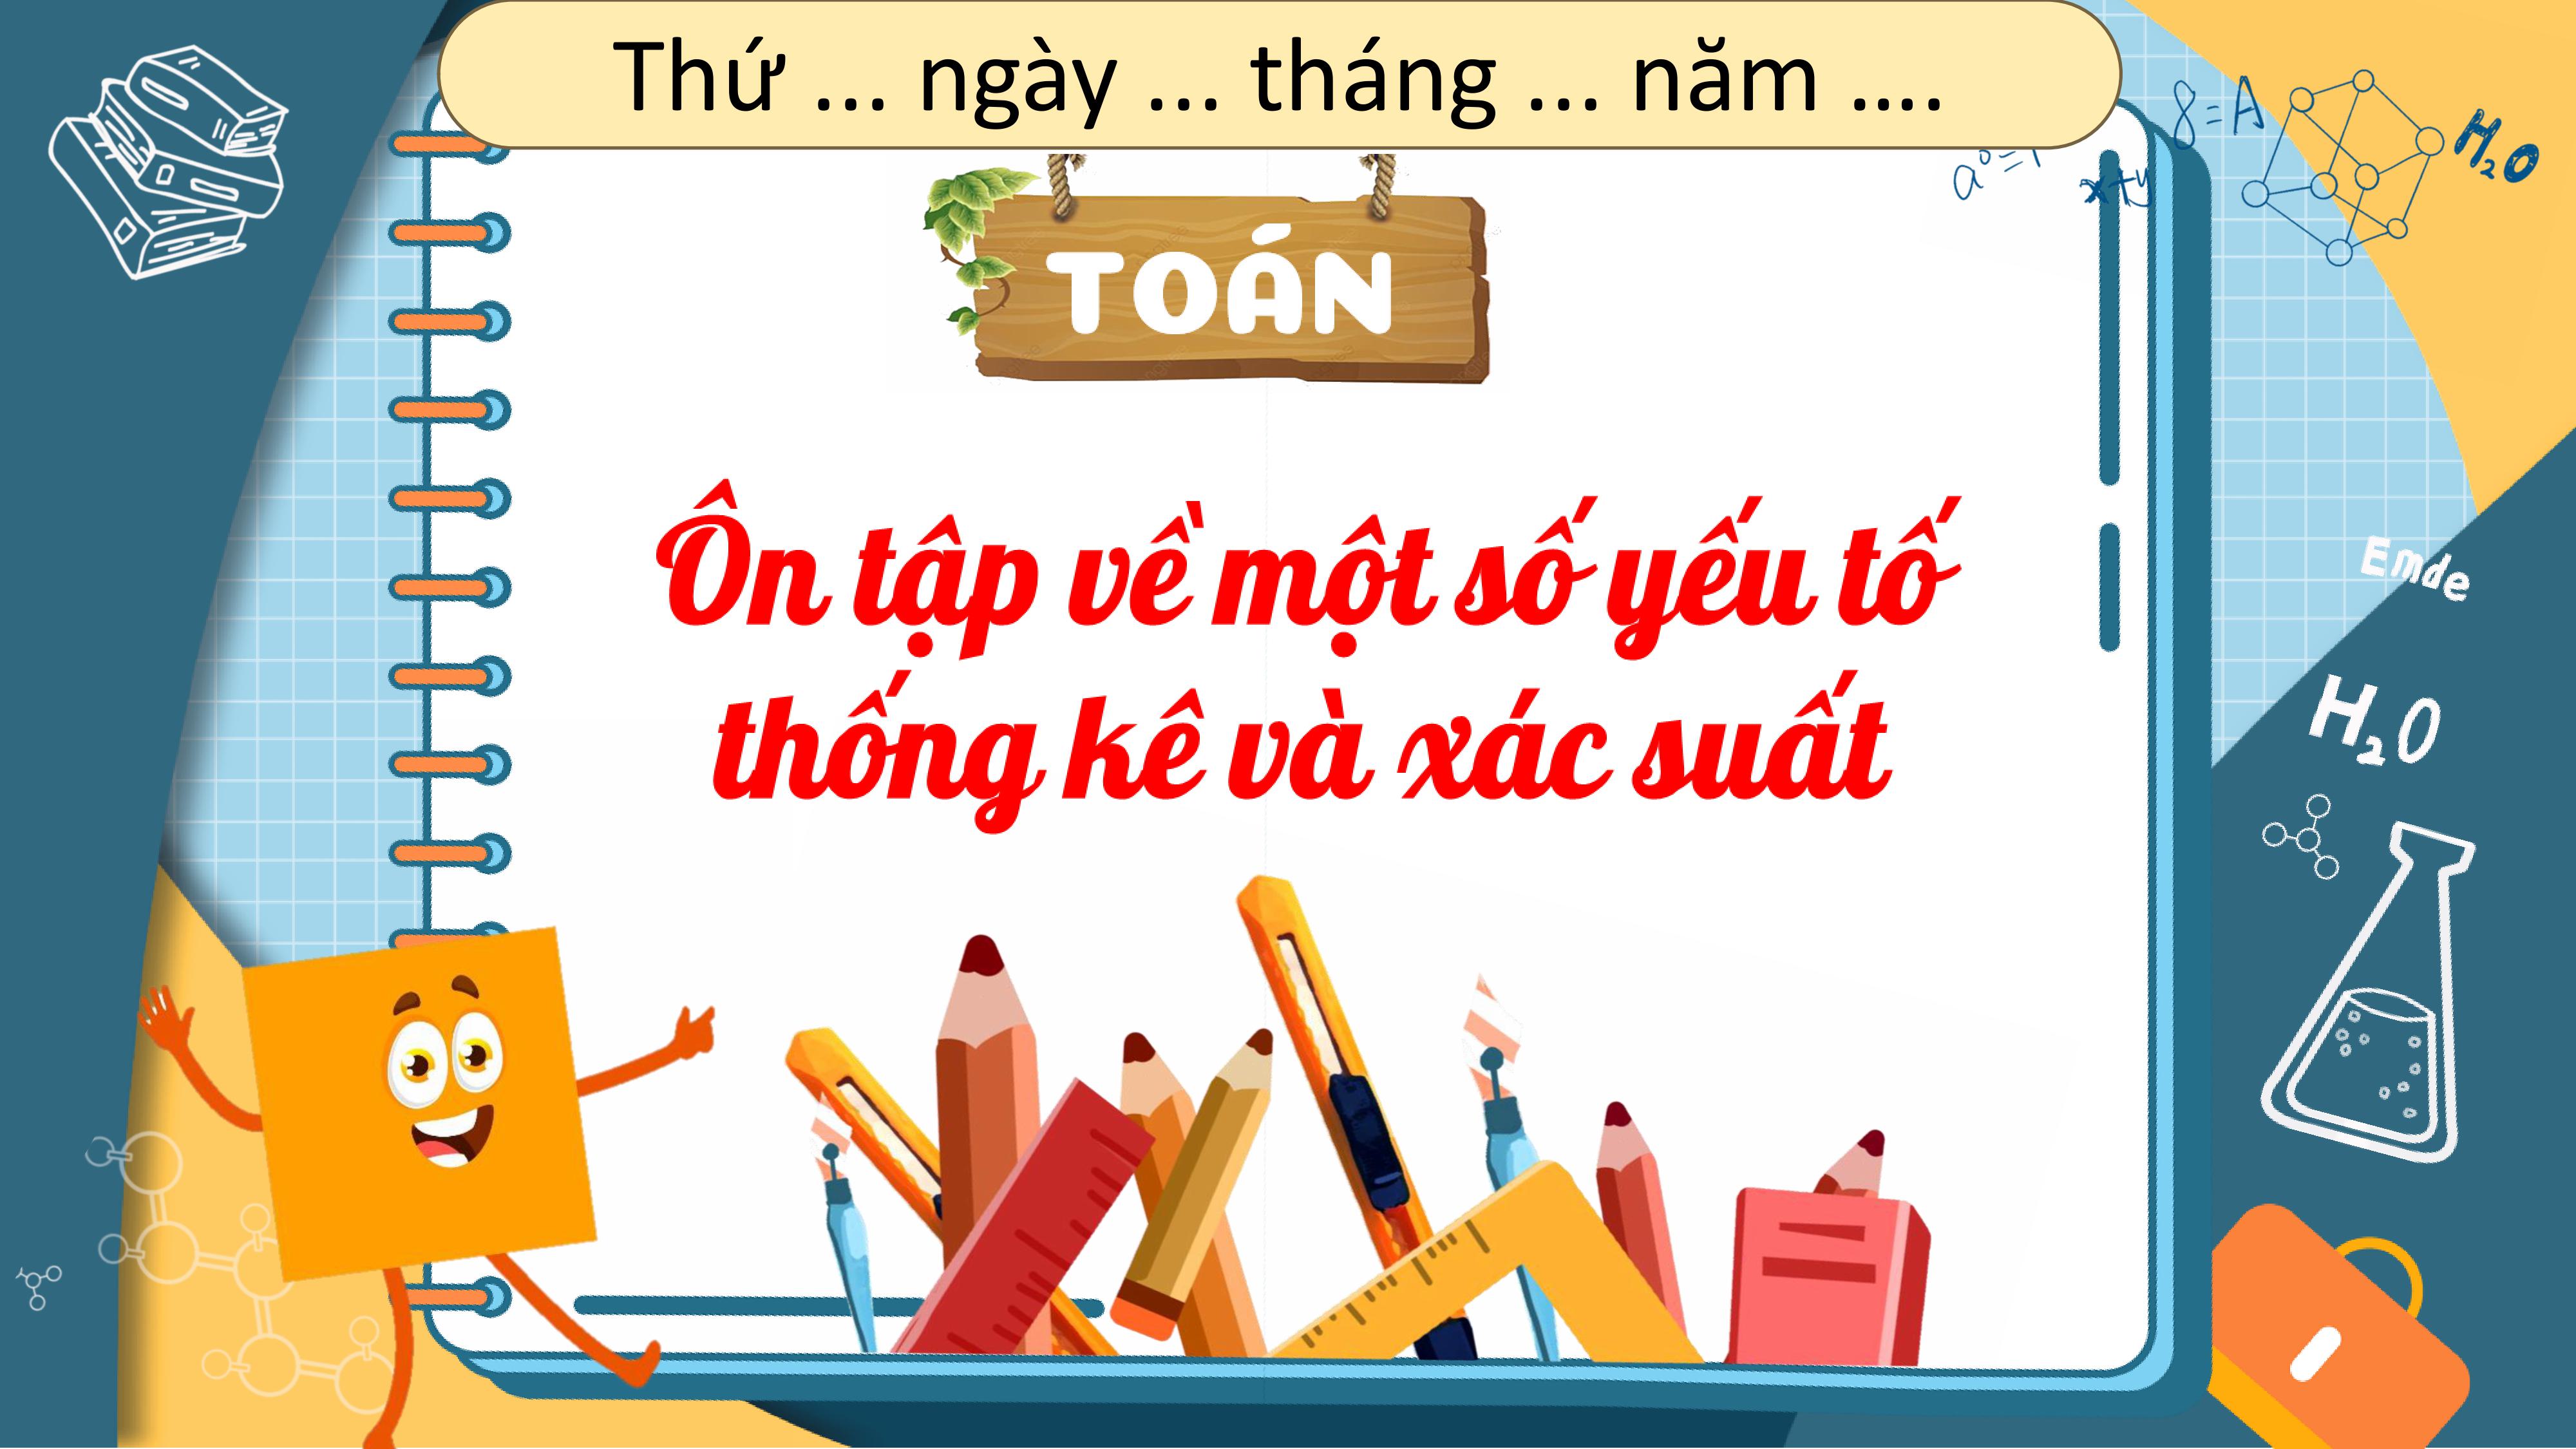 Thứ ... ngày ... tháng ... năm ....
8=A
H₂O
x+y
TOÁN
Ôn tập về một số yếu tố
thống kê và xác suất
Emde
H₂O